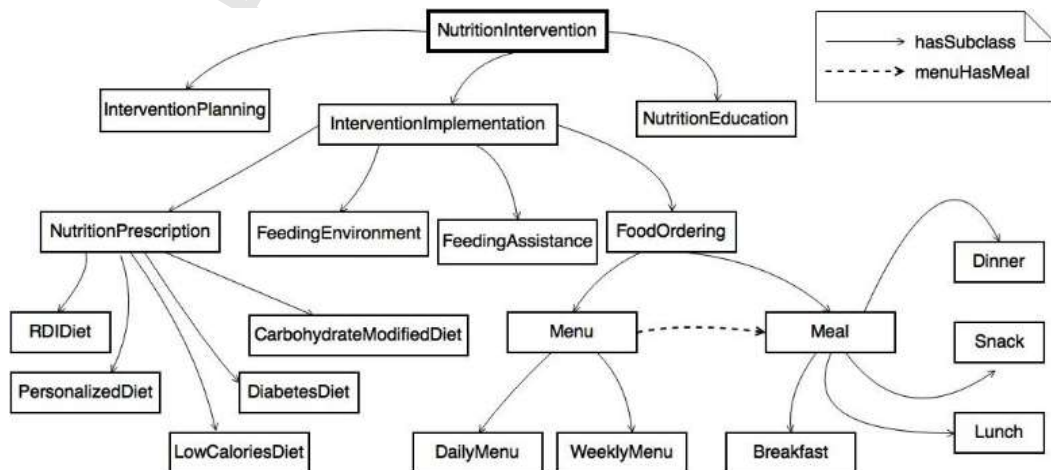 NutritionIntervention
hasSubclass
menuHasMeal
InterventionPlanning
InterventionImplementation
NutritionEducation
NutritionPrescription
FeedingEnvironment
FeedingAssistance
FoodOrdering
Dinner
RDIDiet
CarbohydrateModifiedDiet
Menu
Meal
Snack
PersonalizedDiet
DiabetesDiet
LowCaloriesDiet
DailyMenu
WeeklyMenu
Breakfast
Lunch